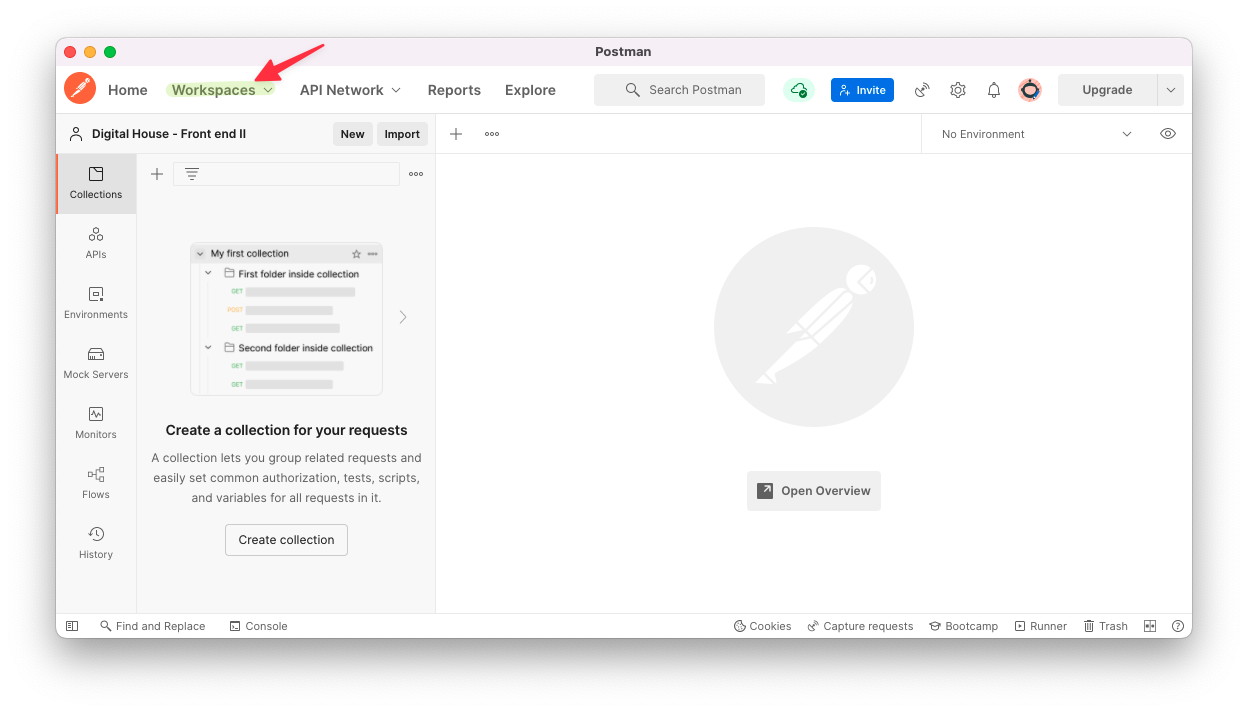 Postman
Home Workspaces API Network Reports Explore Search Postman Invite Upgrade
Digital House - Front end II New Import No Environment
Collections
APIs
Environments
Mock Servers
Monitors
Flows
History
My first collection
First folder inside collection
GET
POST
GET
Second folder inside collection
GET
GET
Create a collection for your requests
A collection lets you group related requests and
easily set common authorization, tests, scripts,
and variables for all requests in it.
Create collection
Open Overview
Find and Replace Console Cookies Capture requests Bootcamp Runner Trash